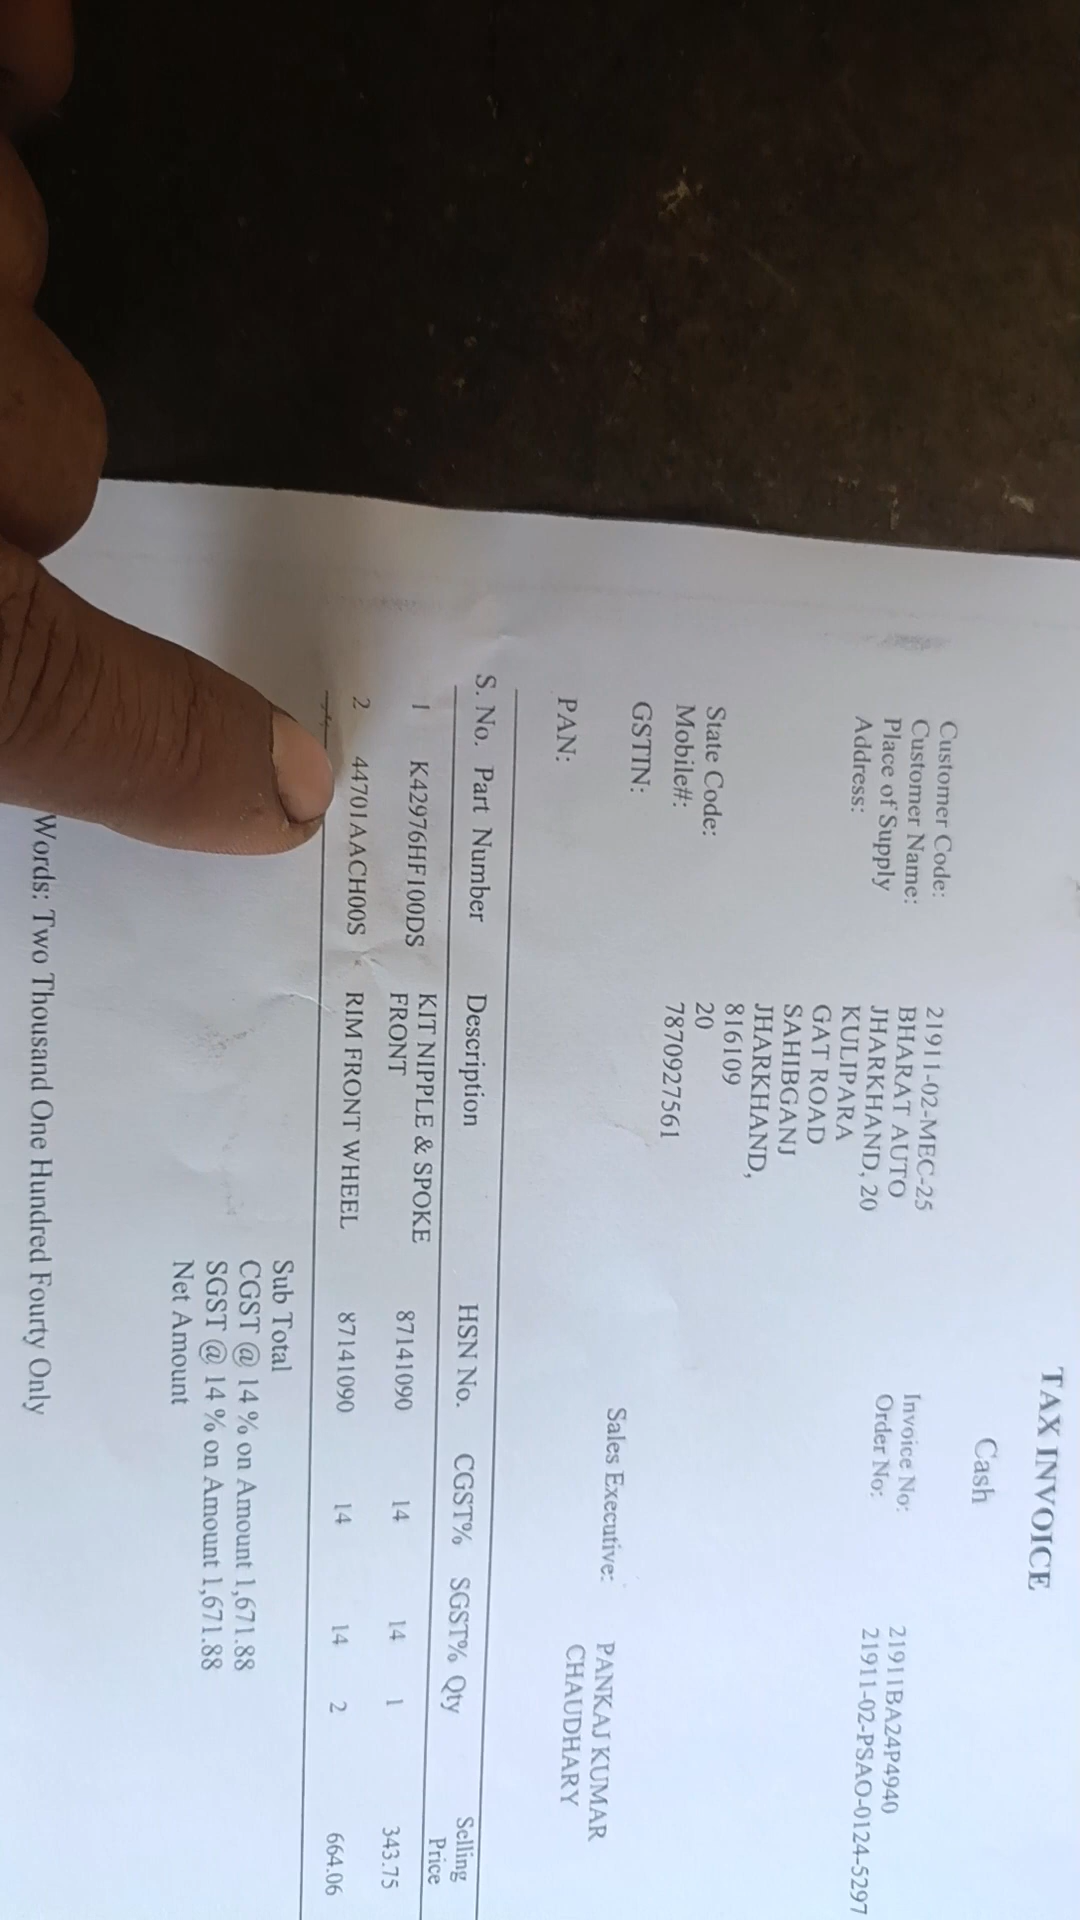 TAX INVOICE
Cash
Customer Code: 21911-02-MEC-25
Customer Name: BHARAT AUTO
Place of Supply JHARKHAND, 20
Address: KULIPARA
GAT ROAD
SAHIBGANJ
JHARKHAND,
816109
State Code: 20
Mobile#: 7870927561
GSTIN:
PAN:
Invoice No: 21911BA24P4940
Order No: 21911-02-PSAO-0124-5297
Sales Executive: PANKAJ KUMAR
CHAUDHARY
S. No. Part Number Description HSN No. CGST% SGST% Qty Selling
Price
1 K42976HF100DS KIT NIPPLE & SPOKE 87141090 14 14 1 343.75
FRONT
2 44701AACH00S RIM FRONT WHEEL 87141090 14 14 2 664.06
Sub Total
CGST @ 14 % on Amount 1,671.88
SGST @ 14 % on Amount 1,671.88
Net Amount
Words: Two Thousand One Hundred Fourty Only